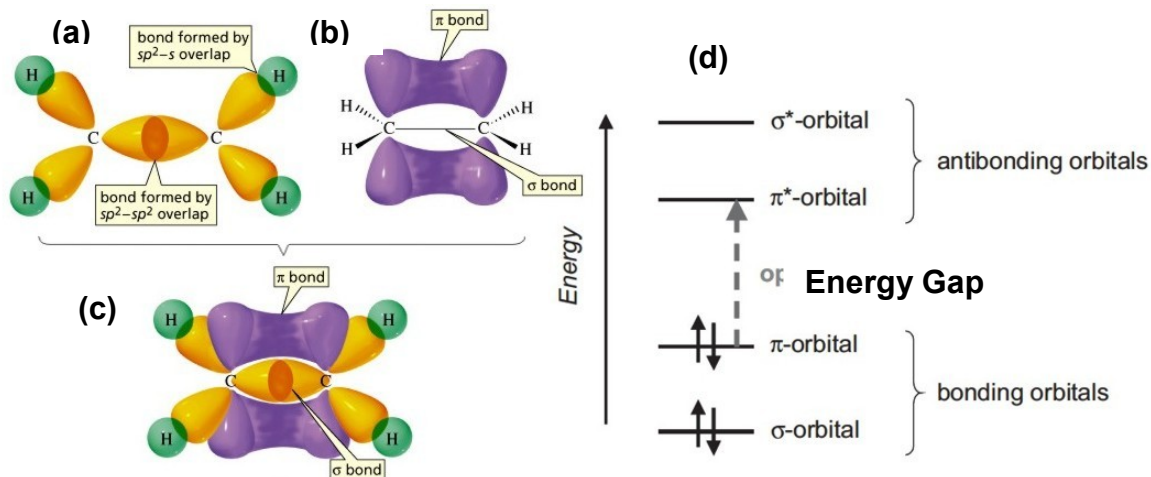 (a)
bond formed by
sp²–s overlap
H
H
C
C
H
H
bond formed by
sp²–sp² overlap
(b)
π bond
H
H
C
C
H
H
σ bond
(c)
π bond
H
H
C
C
H
H
σ bond
(d)
Energy
σ*-orbital
π*-orbital
antibonding orbitals
Energy Gap
π-orbital
σ-orbital
bonding orbitals